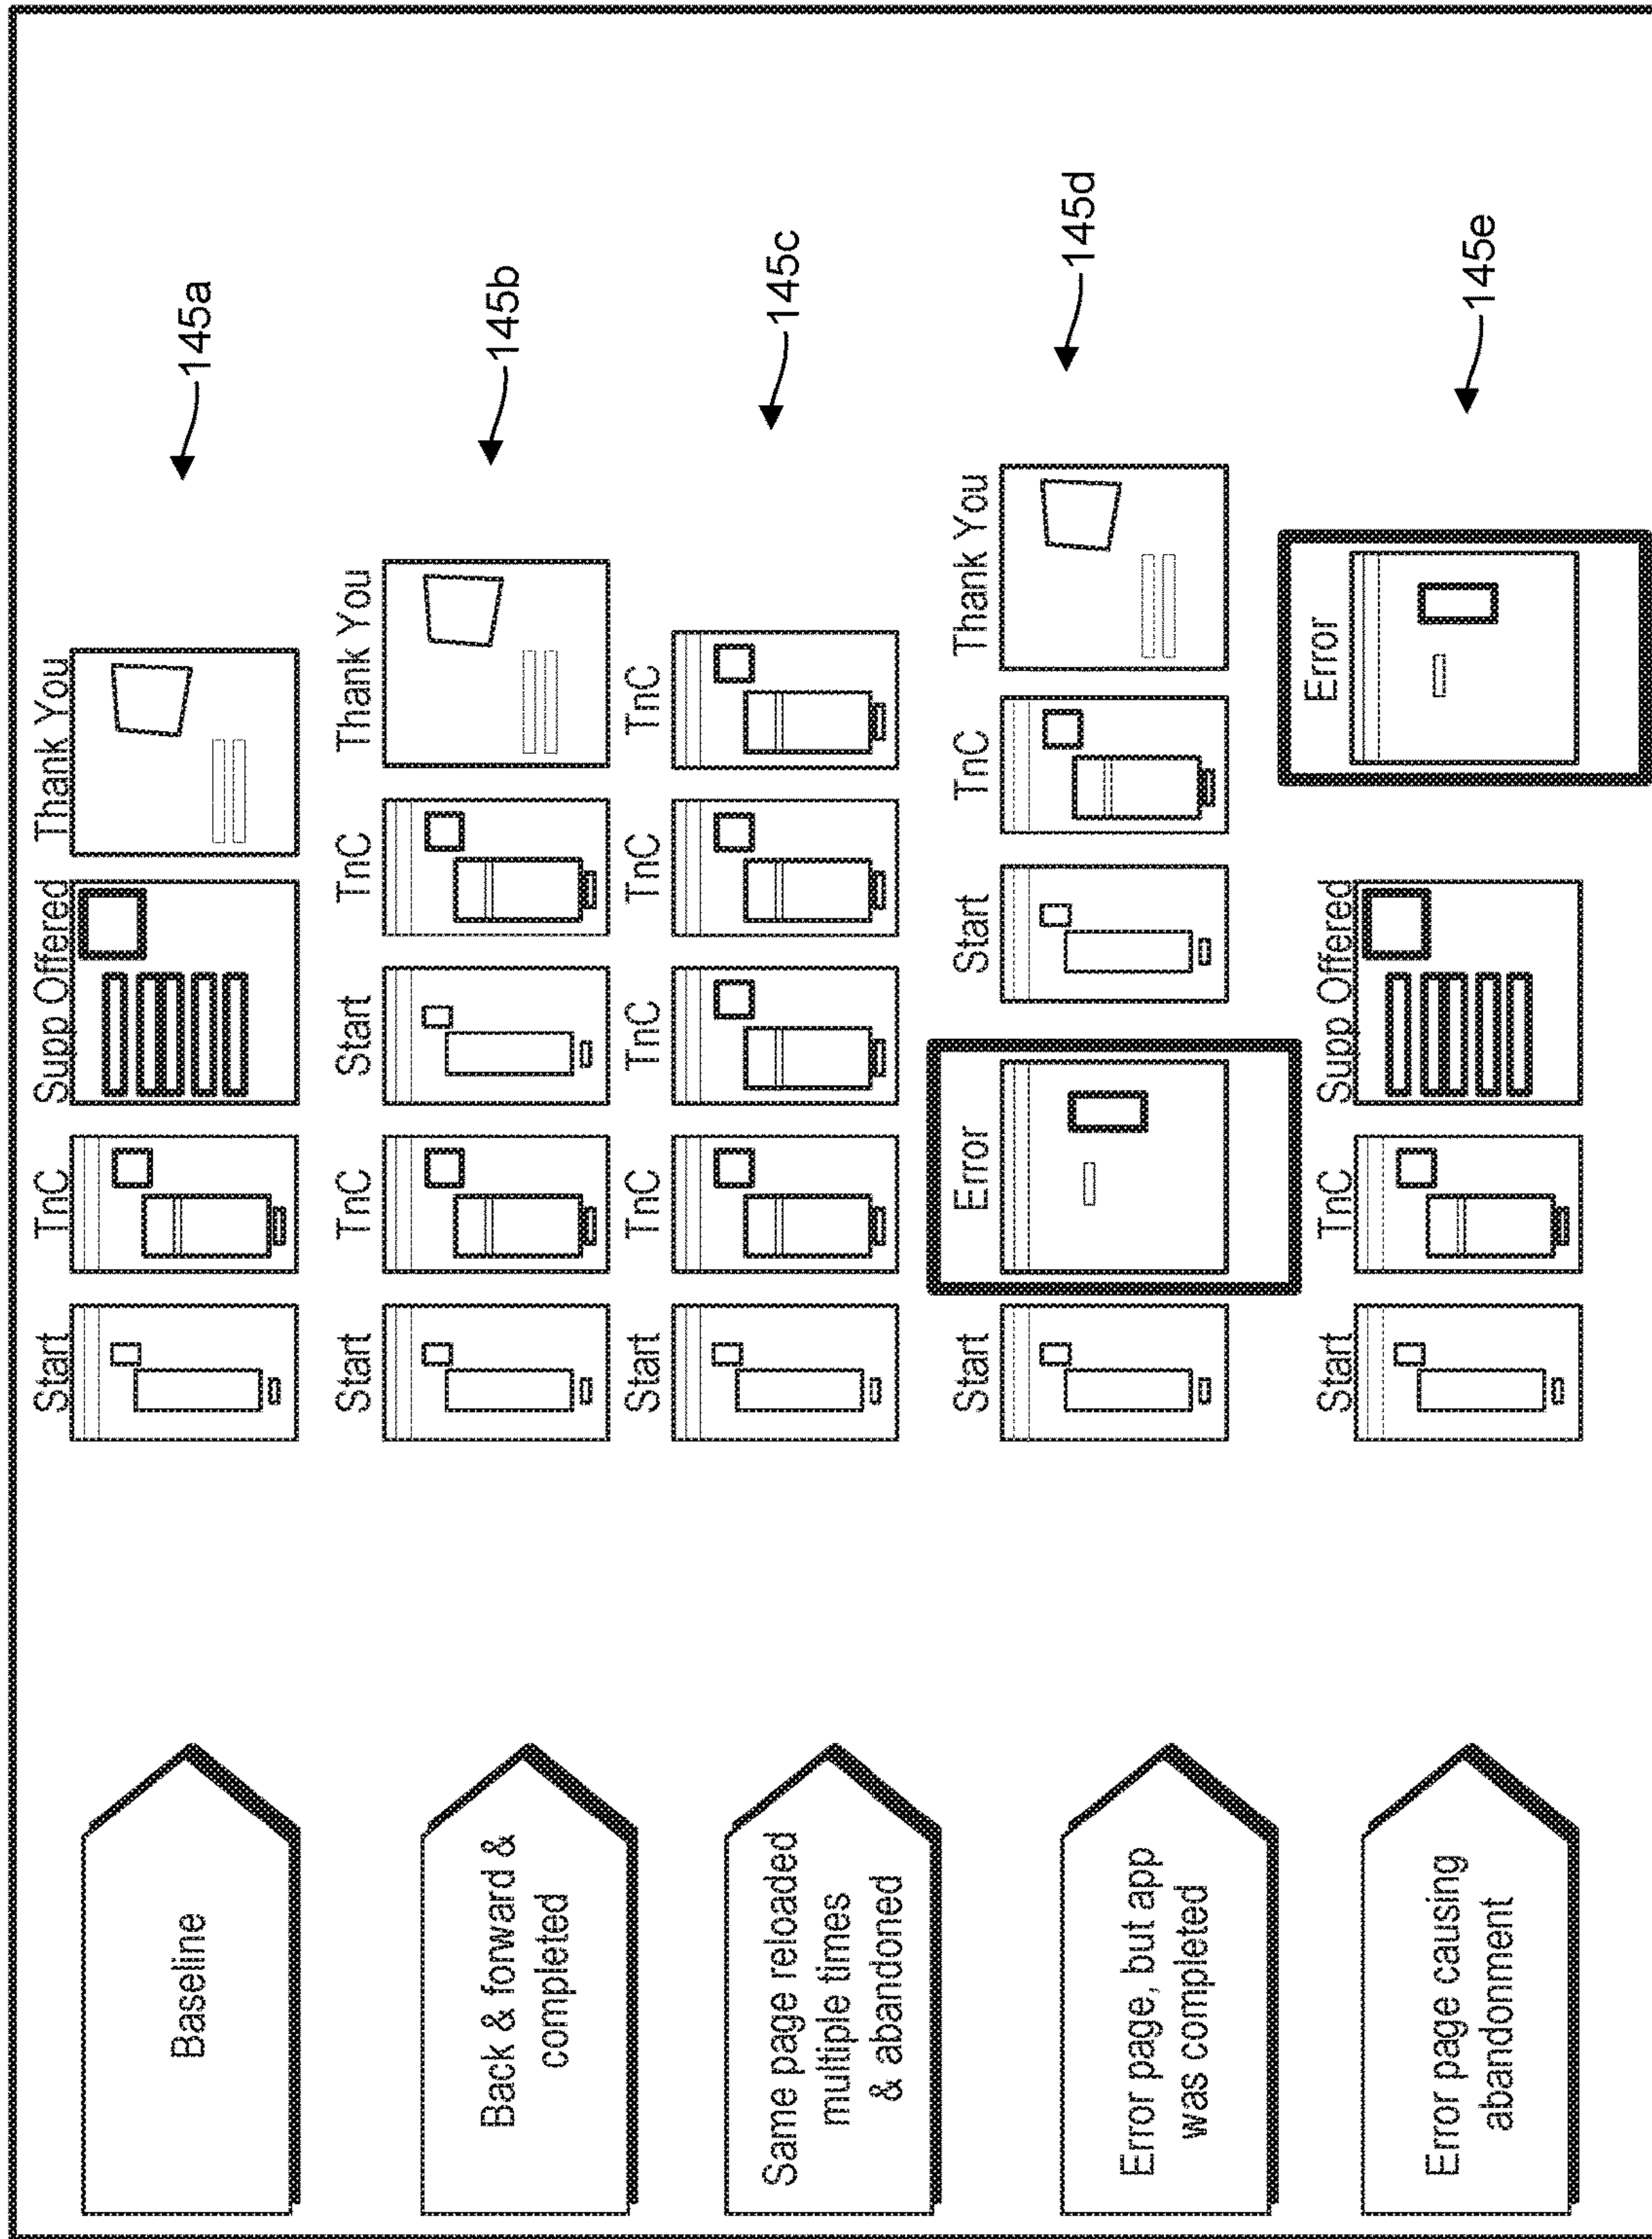 Baseline
Start
TnC
Supp Offered
Thank You
145a
Back & forward &
completed
Start
TnC
Start
TnC
Thank You
145b
Same page reloaded
multiple times
& abandoned
Start
TnC
TnC
TnC
TnC
145c
Error page, but app
was completed
Start
Error
Start
TnC
Thank You
145d
Error page causing
abandonment
Start
TnC
Supp Offered
Error
145e